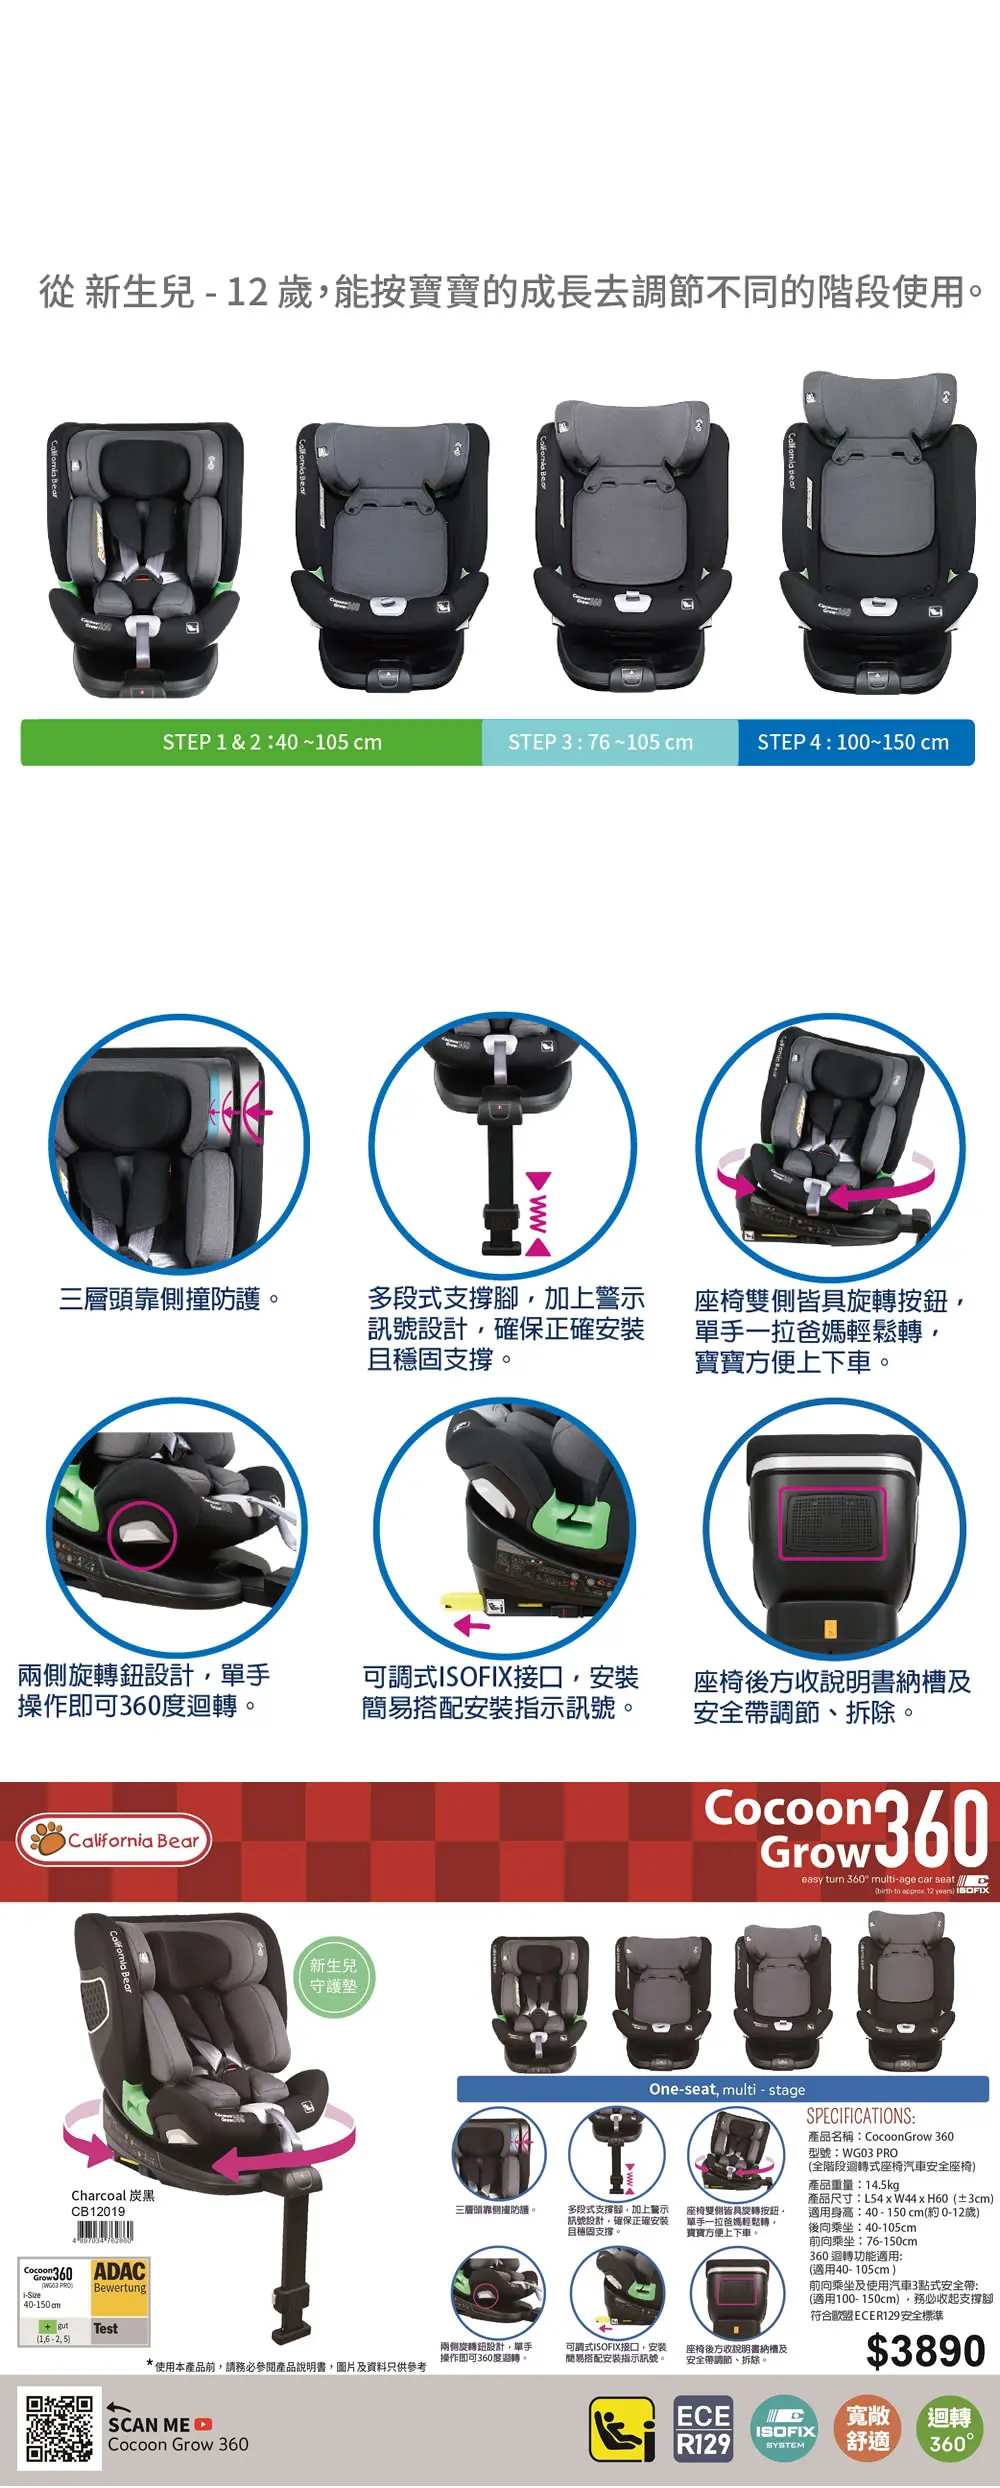 從 新生兒 - 12 歲，能按寶寶的成長去調節不同的階段使用。
California Bear
California Bear
California Bear
California Bear
Cocoon Grow360
Cocoon Grow360
Cocoon Grow360
Cocoon Grow360
STEP 1 & 2 :40 ~105 cm
STEP 3 : 76 ~105 cm
STEP 4 : 100~150 cm
三層頭靠側撞防護。
多段式支撐腳，加上警示
訊號設計，確保正確安裝
且穩固支撐。
座椅雙側皆具旋轉按鈕，
單手一拉爸媽輕鬆轉，
寶寶方便上下車。
兩側旋轉鈕設計，單手
操作即可360度迴轉。
可調式ISOFIX接口，安裝
簡易搭配安裝指示訊號。
座椅後方收說明書納槽及
安全帶調節、拆除。
California Bear
Cocoon
Grow 360
easy turn 360° multi-age car seat
(birth to approx. 12 years) ISOFIX
California Bear
新生兒
守護墊
Charcoal 炭黑
CB12019
4 897034 762860
Cocoon
Grow360
(WG03 PRO)
i-Size
40-150 cm
+ gut
(1,6 - 2, 5)
ADAC
Bewertung
Test
*使用本產品前，請務必參閱產品說明書，圖片及資料只供參考
One-seat, multi - stage
三層頭靠側撞防護。
多段式支撐腳，加上警示
訊號設計，確保正確安裝
且穩固支撐。
座椅雙側皆具旋轉按鈕，
單手一拉爸媽輕鬆轉，
寶寶方便上下車。
兩側旋轉鈕設計，單手
操作即可360度迴轉。
可調式ISOFIX接口，安裝
簡易搭配安裝指示訊號。
座椅後方收說明書納槽及
安全帶調節、拆除。
SPECIFICATIONS:
產品名稱：CocoonGrow 360
型號：WG03 PRO
(全階段迴轉式座椅汽車安全座椅)
產品重量：14.5kg
產品尺寸：L54 x W44 x H60 (±3cm)
適用身高：40 - 150 cm(約 0-12歲)
後向乘坐：40-105cm
前向乘坐：76-150cm
360 迴轉功能適用:
(適用40- 105cm )
前向乘坐及使用汽車3點式安全帶:
(適用100- 150cm) ，務必收起支撐腳
符合歐盟ECER129安全標準
$3890
SCAN ME
Cocoon Grow 360
ECE
R129
ISOFIX
SYSTEM
寬敞
舒適
迴轉
360°